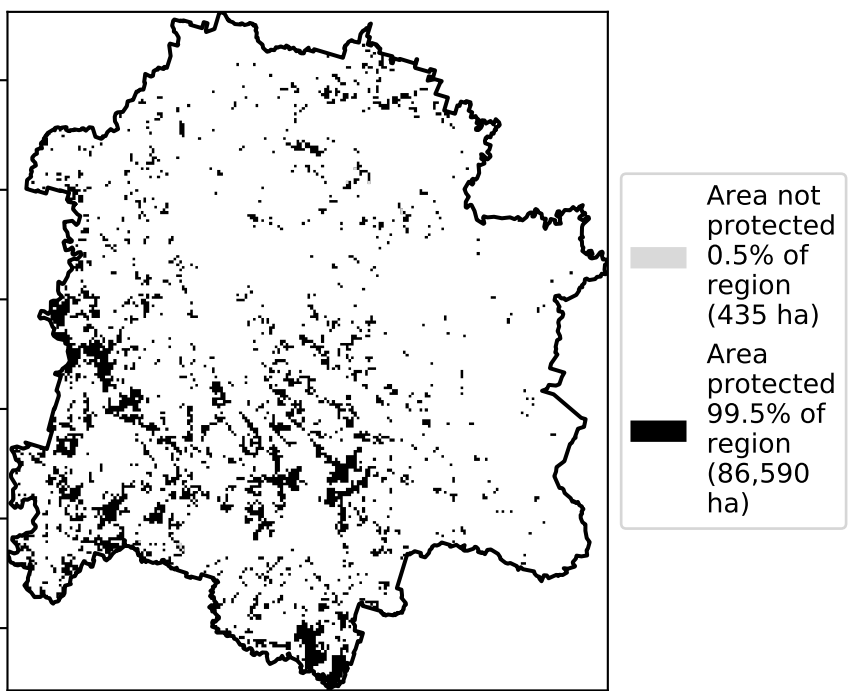 Area not
protected
0.5% of
region
(435 ha)
Area
protected
99.5% of
region
(86,590
ha)